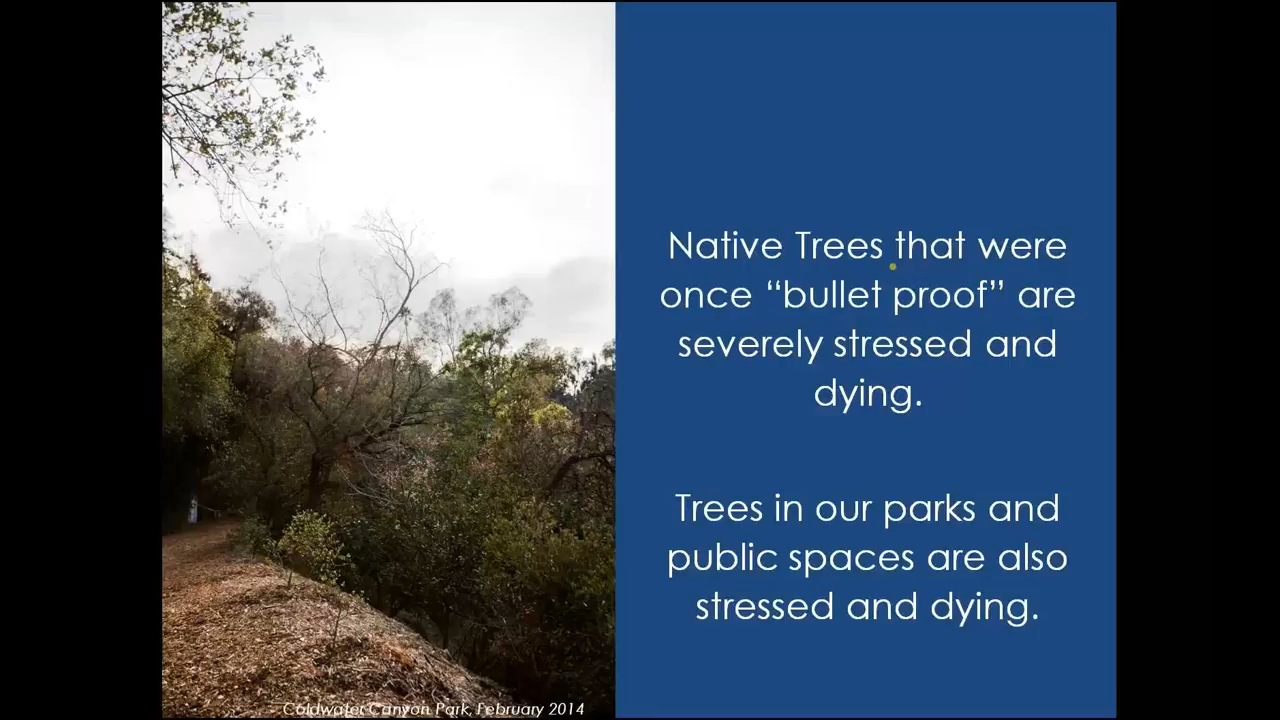 Native Trees that were
once “bullet proof” are
severely stressed and
dying.
Trees in our parks and
public spaces are also
stressed and dying.
Coldwater Canyon Park, February 2014